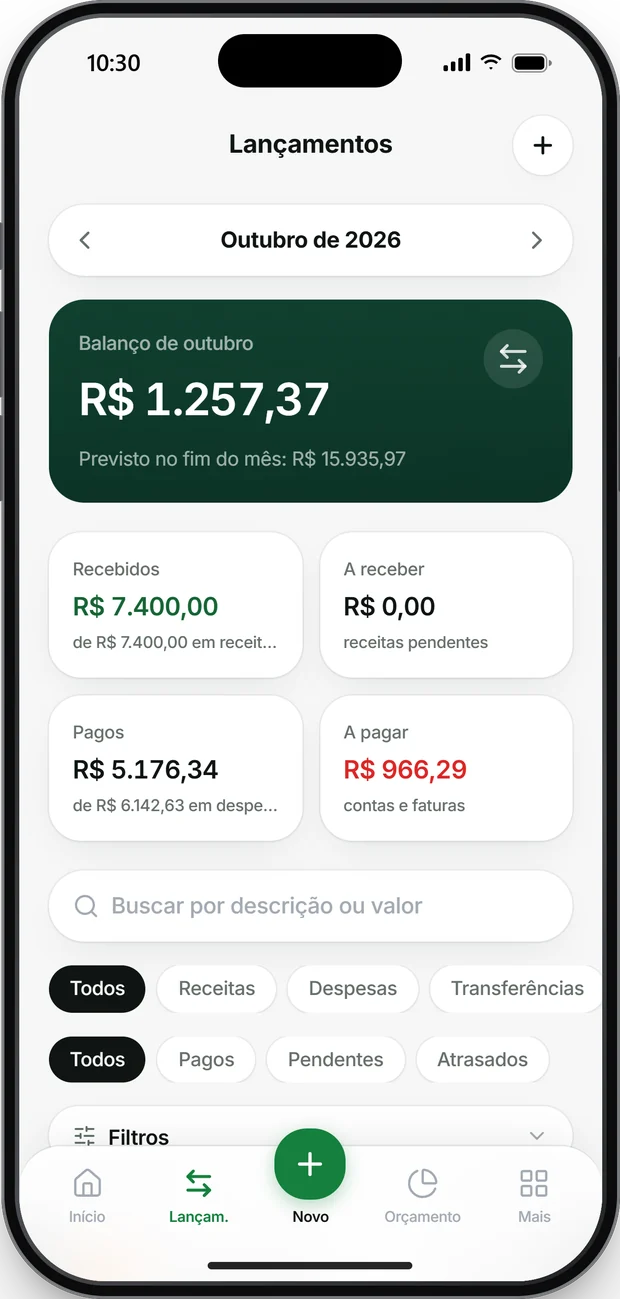 10:30
Lançamentos
Outubro de 2026
Balanço de outubro
R$ 1.257,37
Previsto no fim do mês: R$ 15.935,97
Recebidos
R$ 7.400,00
de R$ 7.400,00 em receit...
A receber
R$ 0,00
receitas pendentes
Pagos
R$ 5.176,34
de R$ 6.142,63 em despe...
A pagar
R$ 966,29
contas e faturas
Buscar por descrição ou valor
Todos Receitas Despesas Transferências
Todos Pagos Pendentes Atrasados
Filtros
Início Lançam. Novo Orçamento Mais